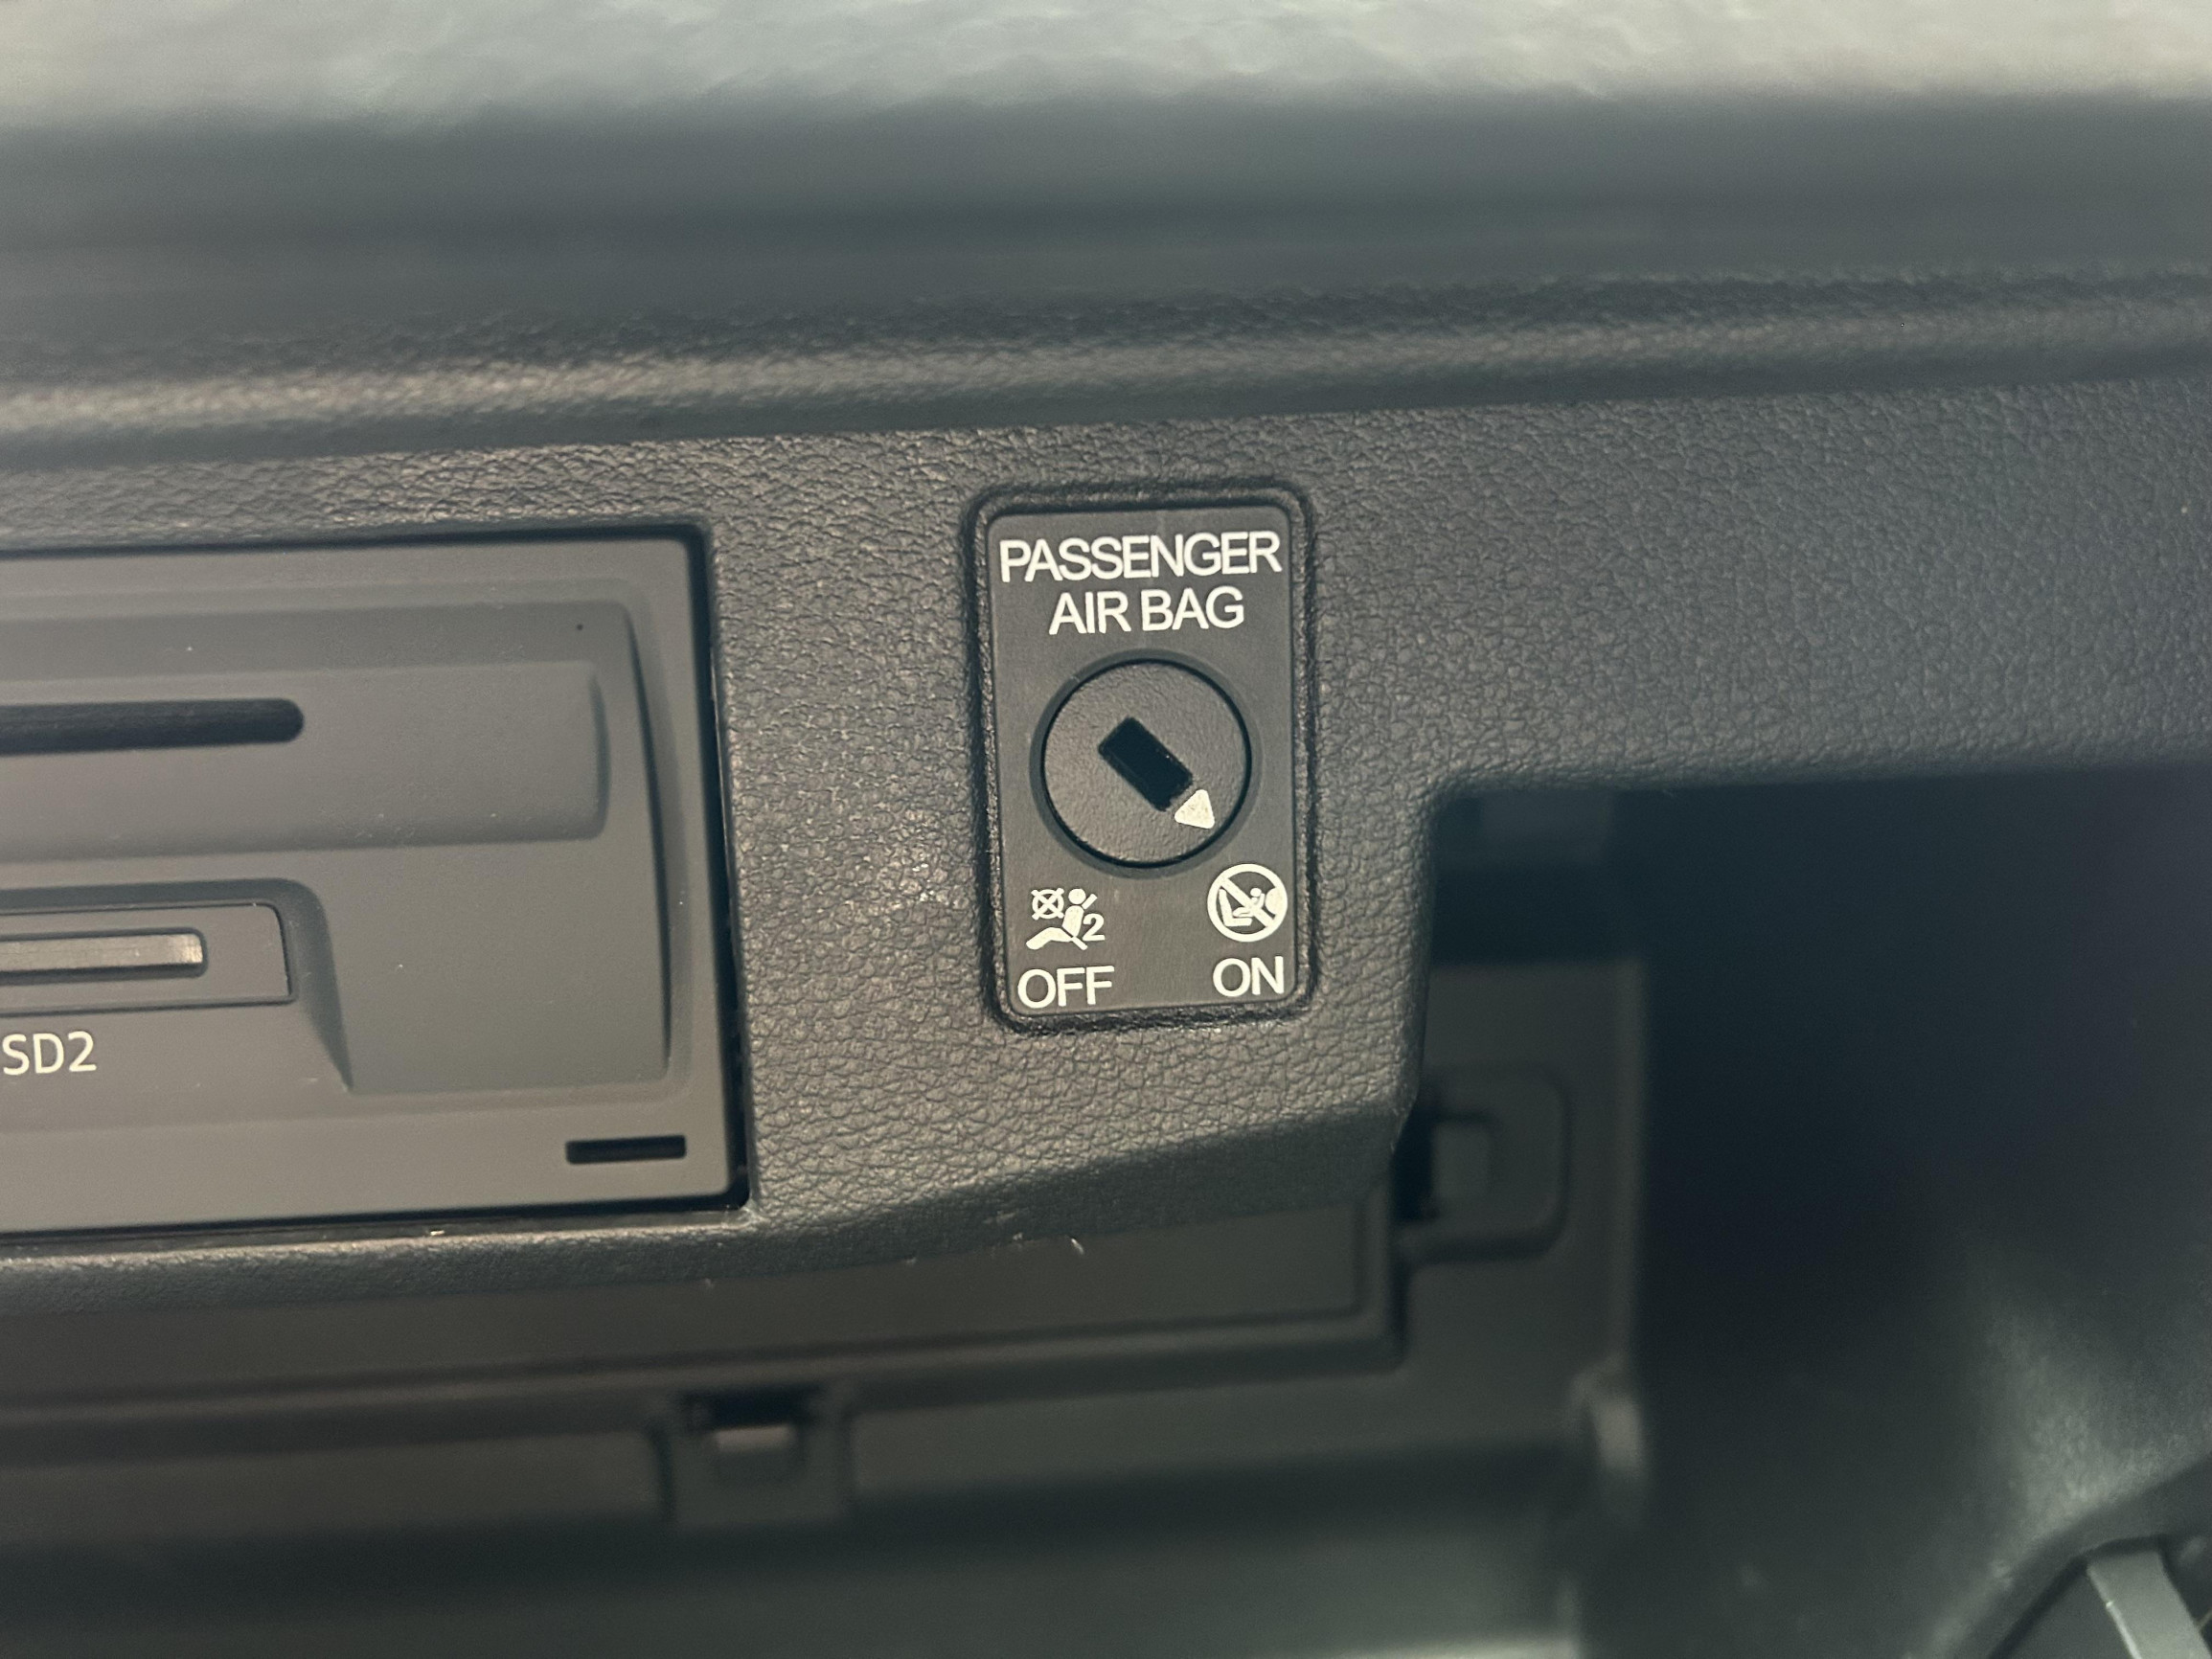 PASSENGER
AIR BAG
2
OFF ON
SD2